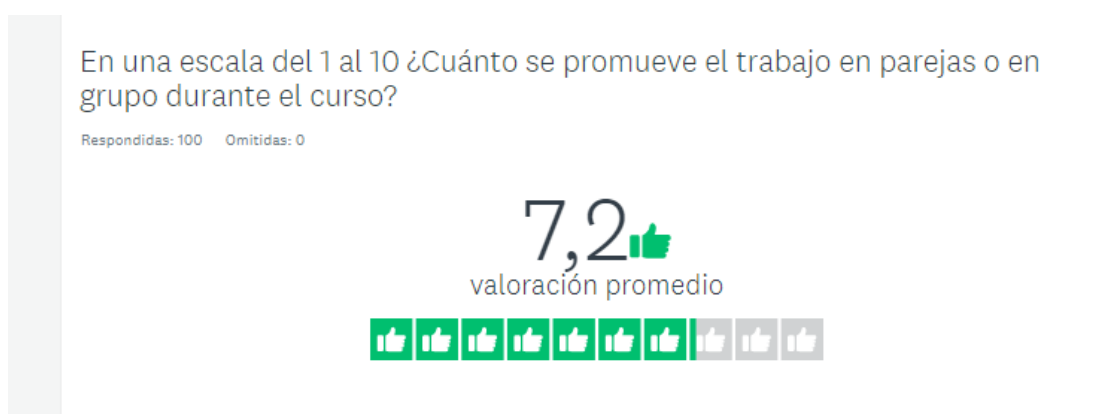 En una escala del 1 al 10 ¿Cuánto se promueve el trabajo en parejas o en
grupo durante el curso?
Respondidas: 100 Omitidas: 0
7,2
valoración promedio